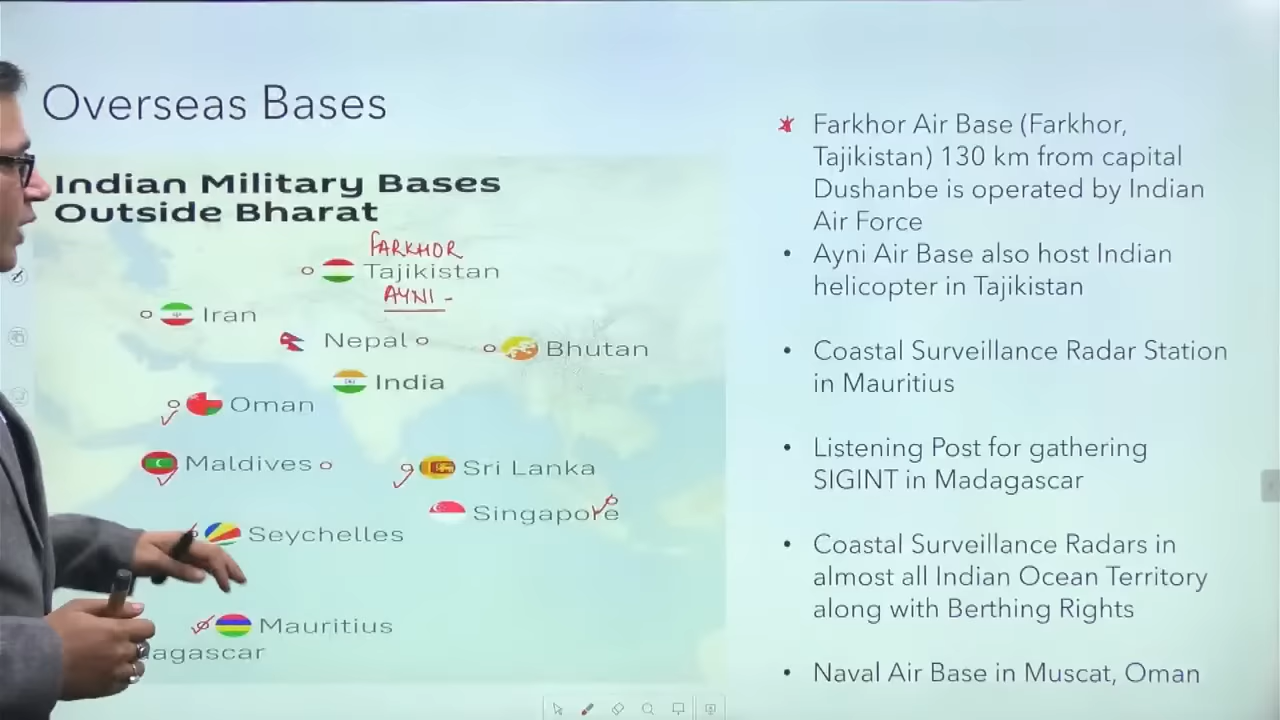 Overseas Bases
Indian Military Bases
Outside Bharat
FARKHOR
Tajikistan
AYNI -
Iran
Nepal
Bhutan
India
Oman
Maldives
Sri Lanka
Singapore
Seychelles
Mauritius
agascar
Farkhor Air Base (Farkhor,
Tajikistan) 130 km from capital
Dushanbe is operated by Indian
Air Force
• Ayni Air Base also host Indian
helicopter in Tajikistan
• Coastal Surveillance Radar Station
in Mauritius
• Listening Post for gathering
SIGINT in Madagascar
• Coastal Surveillance Radars in
almost all Indian Ocean Territory
along with Berthing Rights
• Naval Air Base in Muscat, Oman